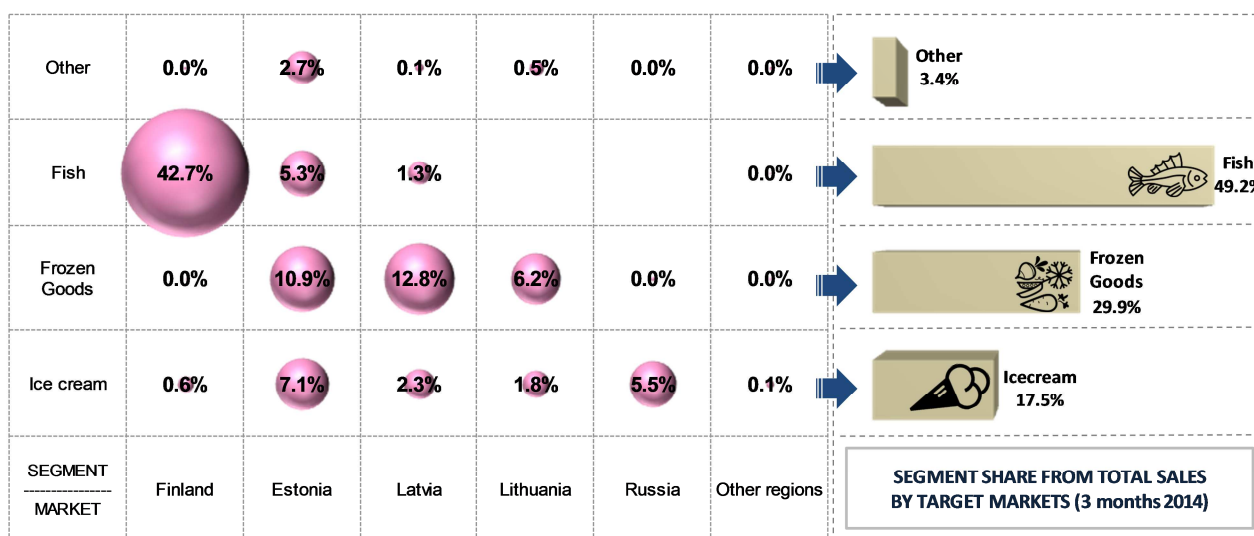 Other
0.0%
2.7%
0.1%
0.5%
0.0%
0.0%
Other
3.4%
Fish
42.7%
5.3%
1.3%
0.0%
Fish
49.2%
Frozen
Goods
0.0%
10.9%
12.8%
6.2%
0.0%
0.0%
Frozen
Goods
29.9%
Ice cream
0.6%
7.1%
2.3%
1.8%
5.5%
0.1%
Icecream
17.5%
SEGMENT
----------------
MARKET
Finland
Estonia
Latvia
Lithuania
Russia
Other regions
SEGMENT SHARE FROM TOTAL SALES
BY TARGET MARKETS (3 months 2014)